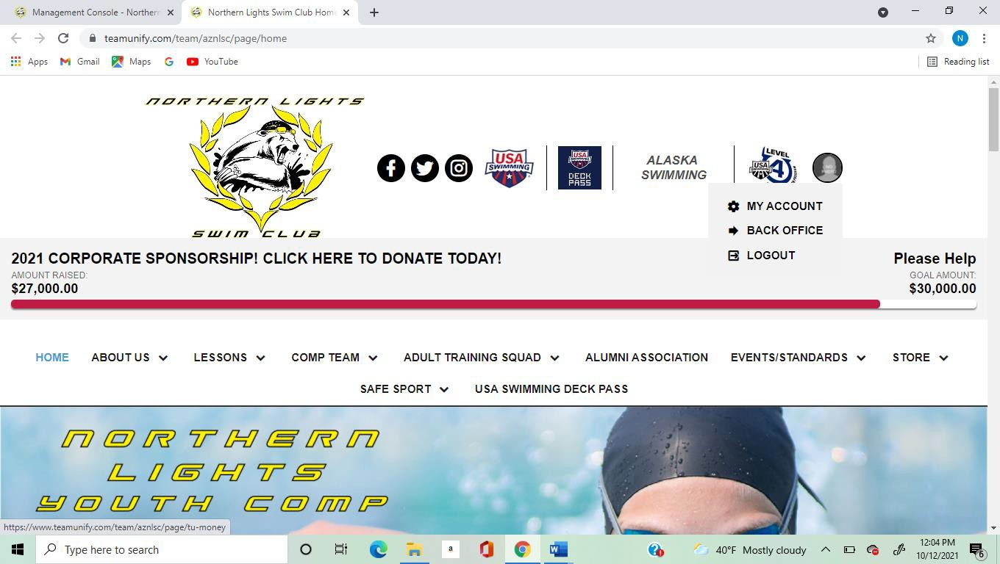 Management Console - Northern
Northern Lights Swim Club Home
teamunify.com/team/aznlsc/page/home
N
Apps
Gmail
Maps
YouTube
Reading list
NORTHERN LIGHTS
SWIM CLUB
USA
SWIMMING
USA
SWIMMING
DECK
PASS
ALASKA
SWIMMING
LEVEL
4
USA
NO
PHOTO
MY ACCOUNT
BACK OFFICE
LOGOUT
2021 CORPORATE SPONSORSHIP! CLICK HERE TO DONATE TODAY!
Please Help
AMOUNT RAISED:
GOAL AMOUNT:
$27,000.00
$30,000.00
HOME ABOUT US LESSONS COMP TEAM ADULT TRAINING SQUAD ALUMNI ASSOCIATION EVENTS/STANDARDS STORE
SAFE SPORT USA SWIMMING DECK PASS
NORTHERN
LIGHTS
YOUTH COMP
https://www.teamunify.com/team/aznlsc/page/tu-money
Type here to search
40°F Mostly cloudy
12:04 PM
10/12/2021
6